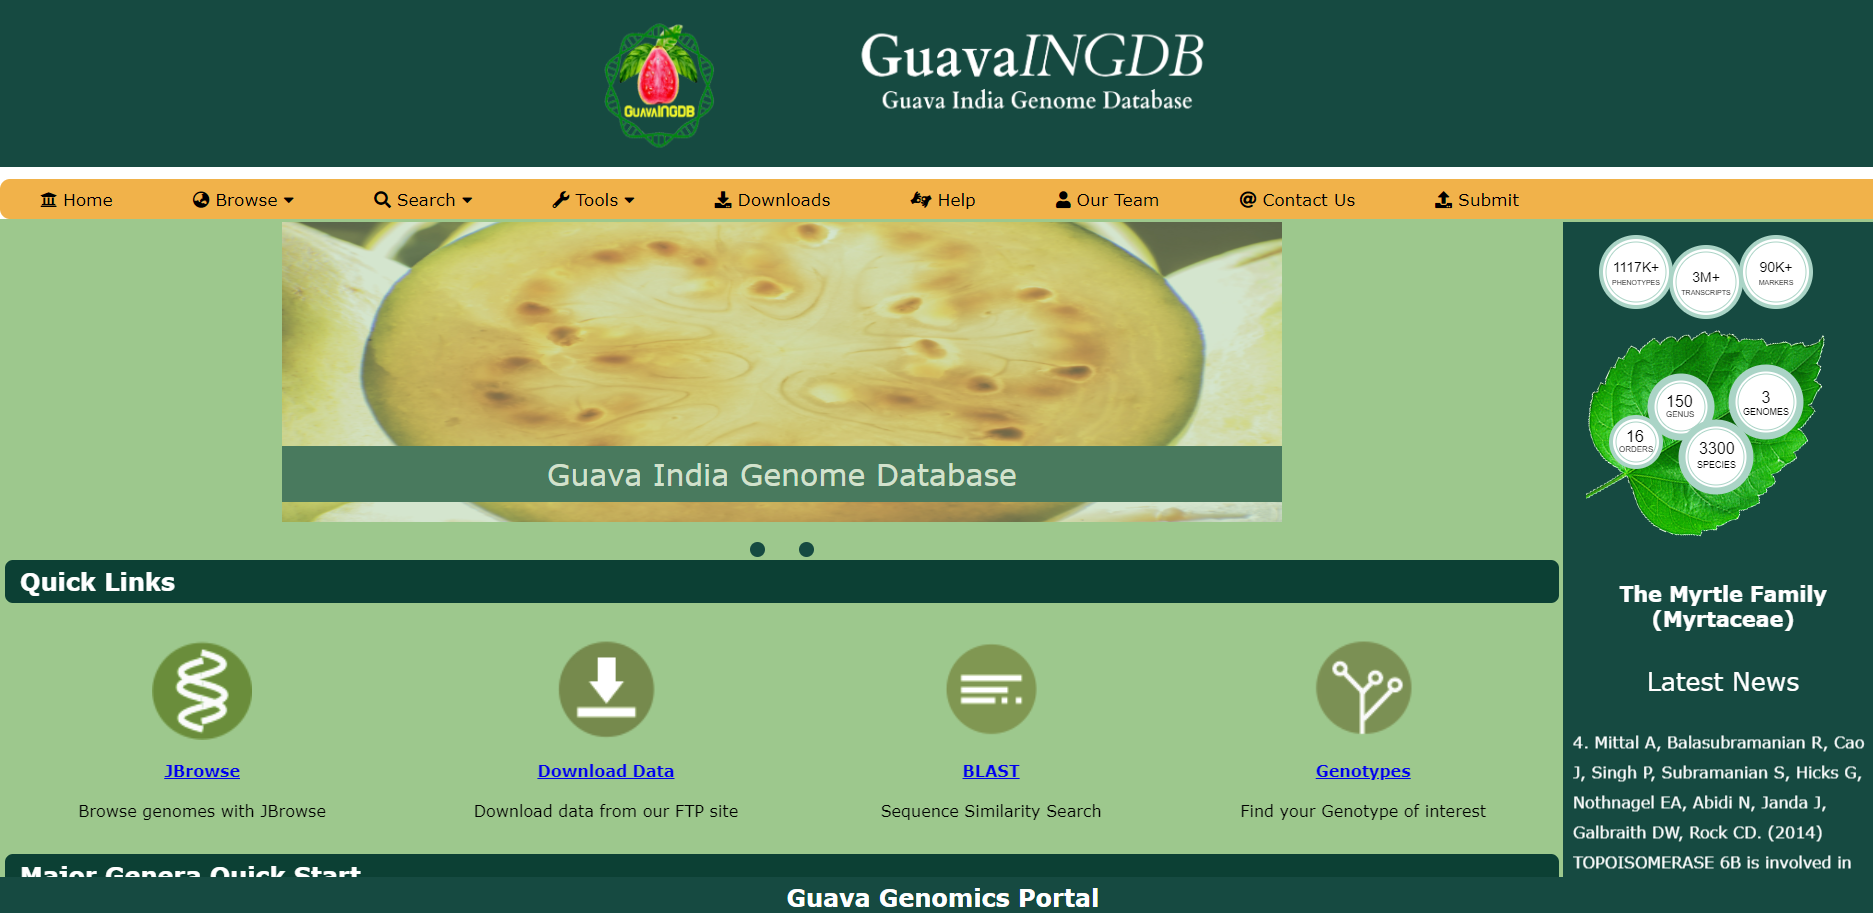 GUAVAINGDB
GuavaINGDB
Guava India Genome Database
Home
Browse
Search
Tools
Downloads
Help
Our Team
Contact Us
Submit
Guava India Genome Database
Quick Links
JBrowse
Browse genomes with JBrowse
Download Data
Download data from our FTP site
BLAST
Sequence Similarity Search
Genotypes
Find your Genotype of interest
Major Genera Quick Start
1117K+
PHENOTYPES
3M+
TRANSCRIPTS
90K+
MARKERS
150
GENUS
3
GENOMES
16
ORDERS
3300
SPECIES
The Myrtle Family
(Myrtaceae)
Latest News
4. Mittal A, Balasubramanian R, Cao
J, Singh P, Subramanian S, Hicks G,
Nothnagel EA, Abidi N, Janda J,
Galbraith DW, Rock CD. (2014)
TOPOISOMERASE 6B is involved in
Guava Genomics Portal